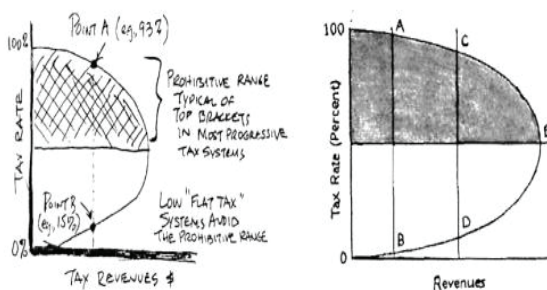 POINT A (eg, 93%)
100%
PROHIBITIVE RANGE
TYPICAL OF
TOP BRACKETS
IN MOST PROGRESSIVE
TAX SYSTEMS
TAX RATE
POINT B
(eg, 15%)
LOW "FLAT TAX"
SYSTEMS AVOID
THE PROHIBITIVE RANGE
0%
TAX REVENUES $
100
A
C
E
Tax Rate (Percent)
B
D
0
Revenues